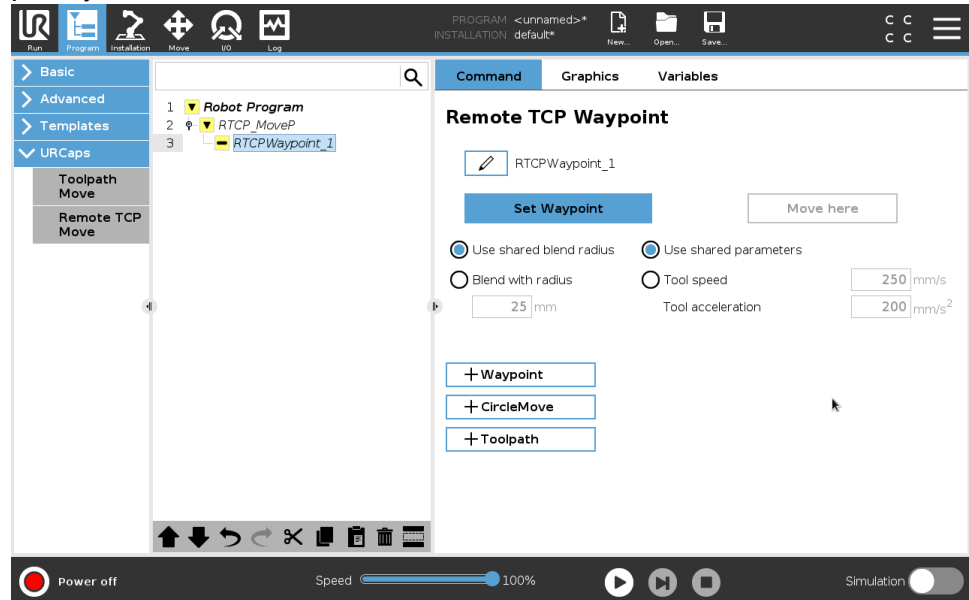 PROGRAM <unnamed>*
INSTALLATION default*
UR
Run Program Installation Move I/O Log New... Open... Save...
C C
C C
Basic
Advanced
Templates
URCaps
Toolpath
Move
Remote TCP
Move
1 Robot Program
2 RTCP_MoveP
3 RTCPWaypoint_1
Command Graphics Variables
Remote TCP Waypoint
RTCPWaypoint_1
Set Waypoint Move here
Use shared blend radius Use shared parameters
Blend with radius Tool speed 250 mm/s
25 mm Tool acceleration 200 mm/s²
+ Waypoint
+ CircleMove
+ Toolpath
Power off Speed 100% Simulation